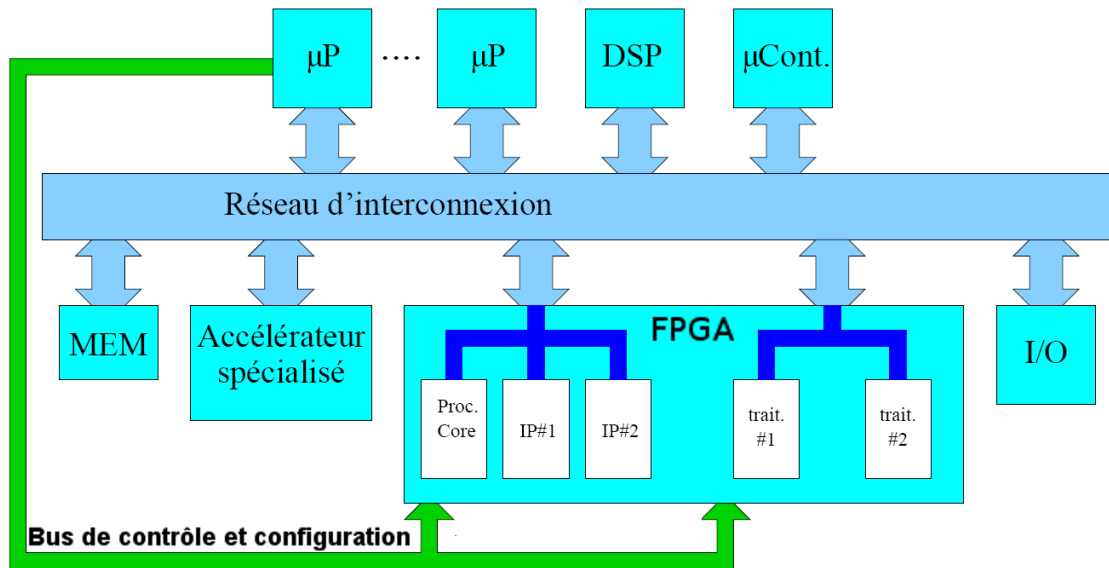 μP
....
μP
DSP
μCont.
Réseau d'interconnexion
MEM
Accélérateur
spécialisé
FPGA
Proc.
Core
IP#1
IP#2
trait.
#1
trait.
#2
I/O
Bus de contrôle et configuration